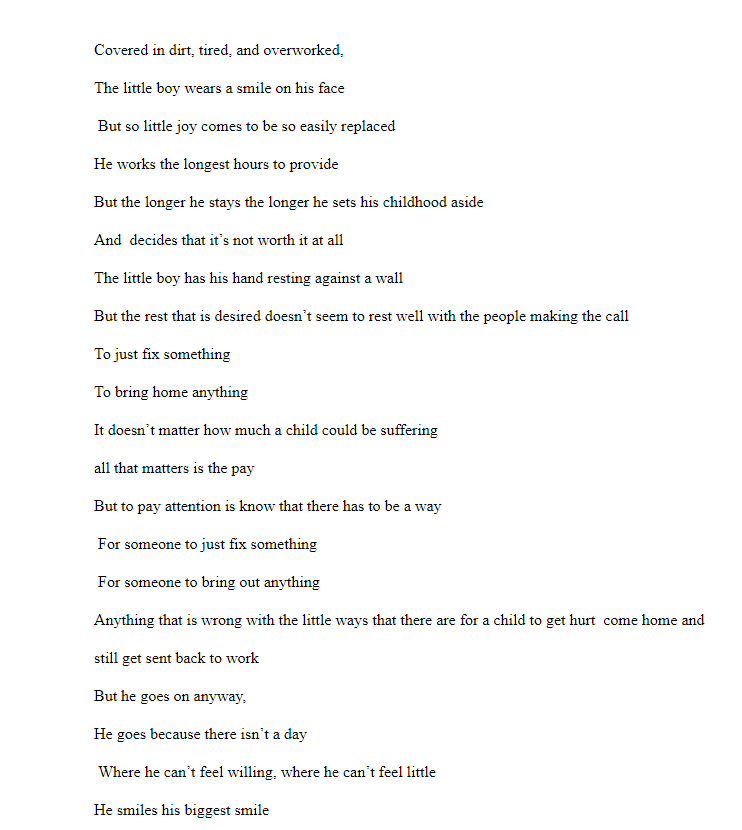 Covered in dirt, tired, and overworked,
The little boy wears a smile on his face
But so little joy comes to be so easily replaced
He works the longest hours to provide
But the longer he stays the longer he sets his childhood aside
And  decides that it’s not worth it at all
The little boy has his hand resting against a wall
But the rest that is desired doesn’t seem to rest well with the people making the call
To just fix something
To bring home anything
It doesn’t matter how much a child could be suffering
all that matters is the pay
But to pay attention is know that there has to be a way
For someone to just fix something
For someone to bring out anything
Anything that is wrong with the little ways that there are for a child to get hurt  come home and
still get sent back to work
But he goes on anyway,
He goes because there isn’t a day
Where he can’t feel willing, where he can’t feel little
He smiles his biggest smile